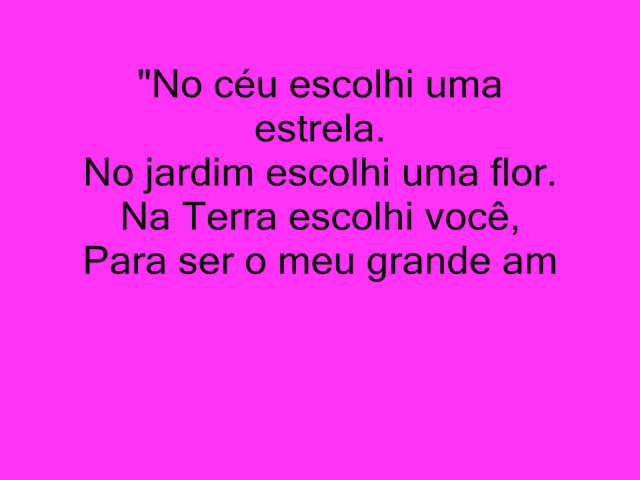 "No céu escolhi uma
estrela.
No jardim escolhi uma flor.
Na Terra escolhi você,
Para ser o meu grande am